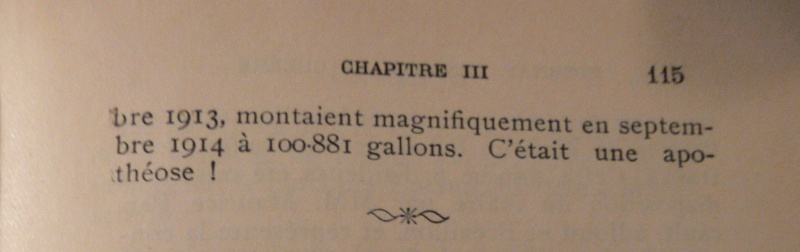 CHAPITRE III 115
bre 1913, montaient magnifiquement en septem-
bre 1914 à 100.881 gallons. C'était une apo-
théose !